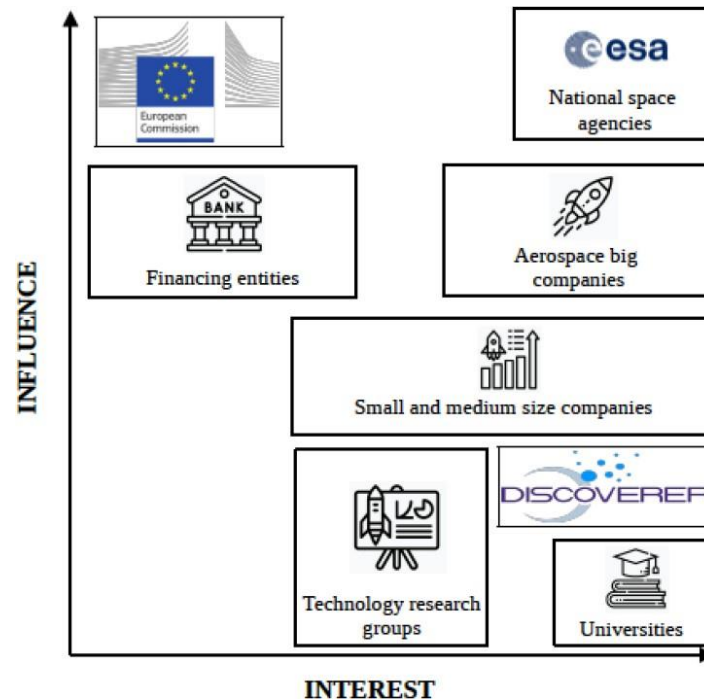 European
Commission
esa
National space
agencies
BANK
Financing entities
Aerospace big
companies
INFLUENCE
Small and medium size companies
DISCOVERER
Technology research
groups
Universities
INTEREST